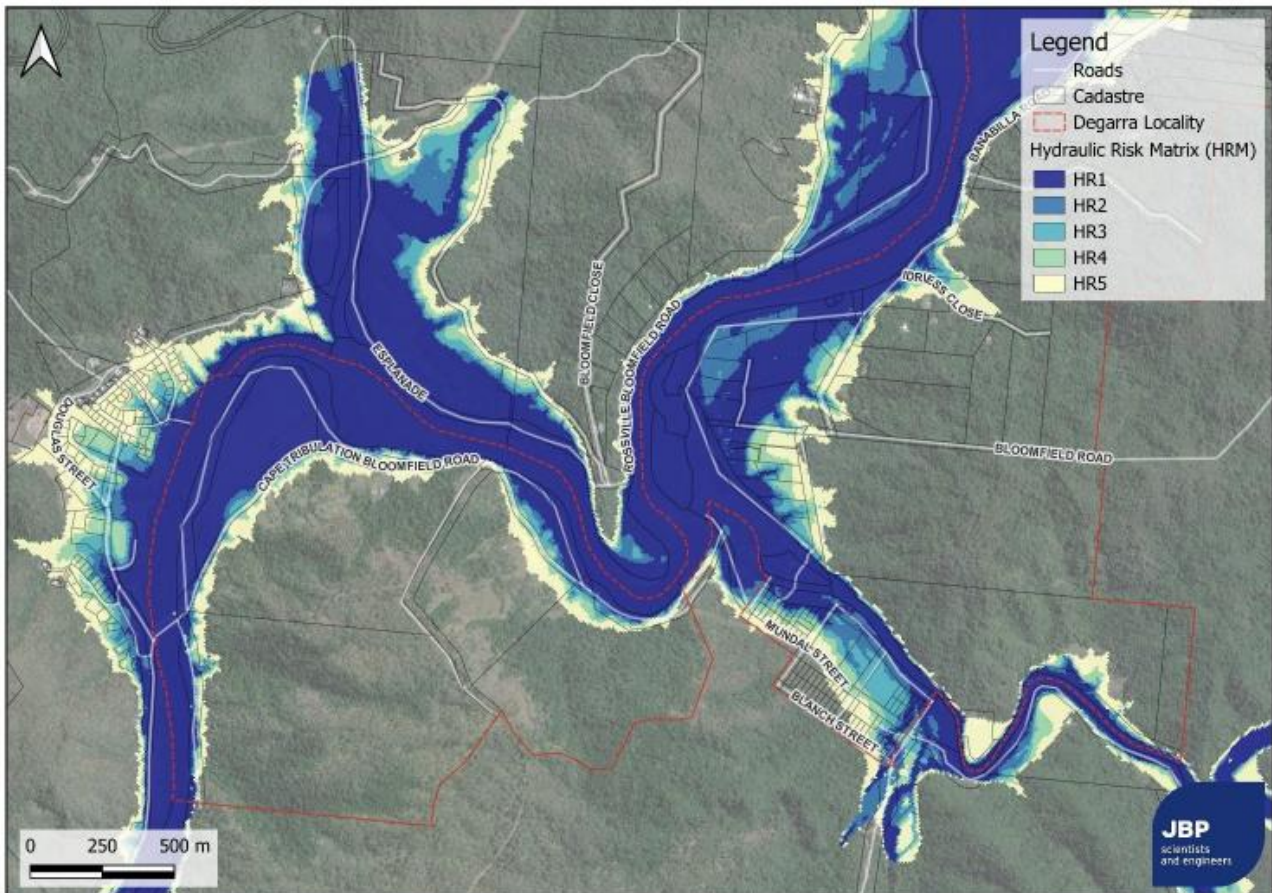 Legend
Roads
Cadastre
Degarra Locality
Hydraulic Risk Matrix (HRM)
HR1
HR2
HR3
HR4
HR5
BANABILLA ROAD
IDRIESS CLOSE
BLOOMFIELD CLOSE
ROSSVILLE BLOOMFIELD ROAD
ESPLANADE
DOUGLAS STREET
CAPE TRIBULATION BLOOMFIELD ROAD
BLOOMFIELD ROAD
MUNDAL STREET
BLANCH STREET
0 250 500 m
JBP
scientists
and engineers